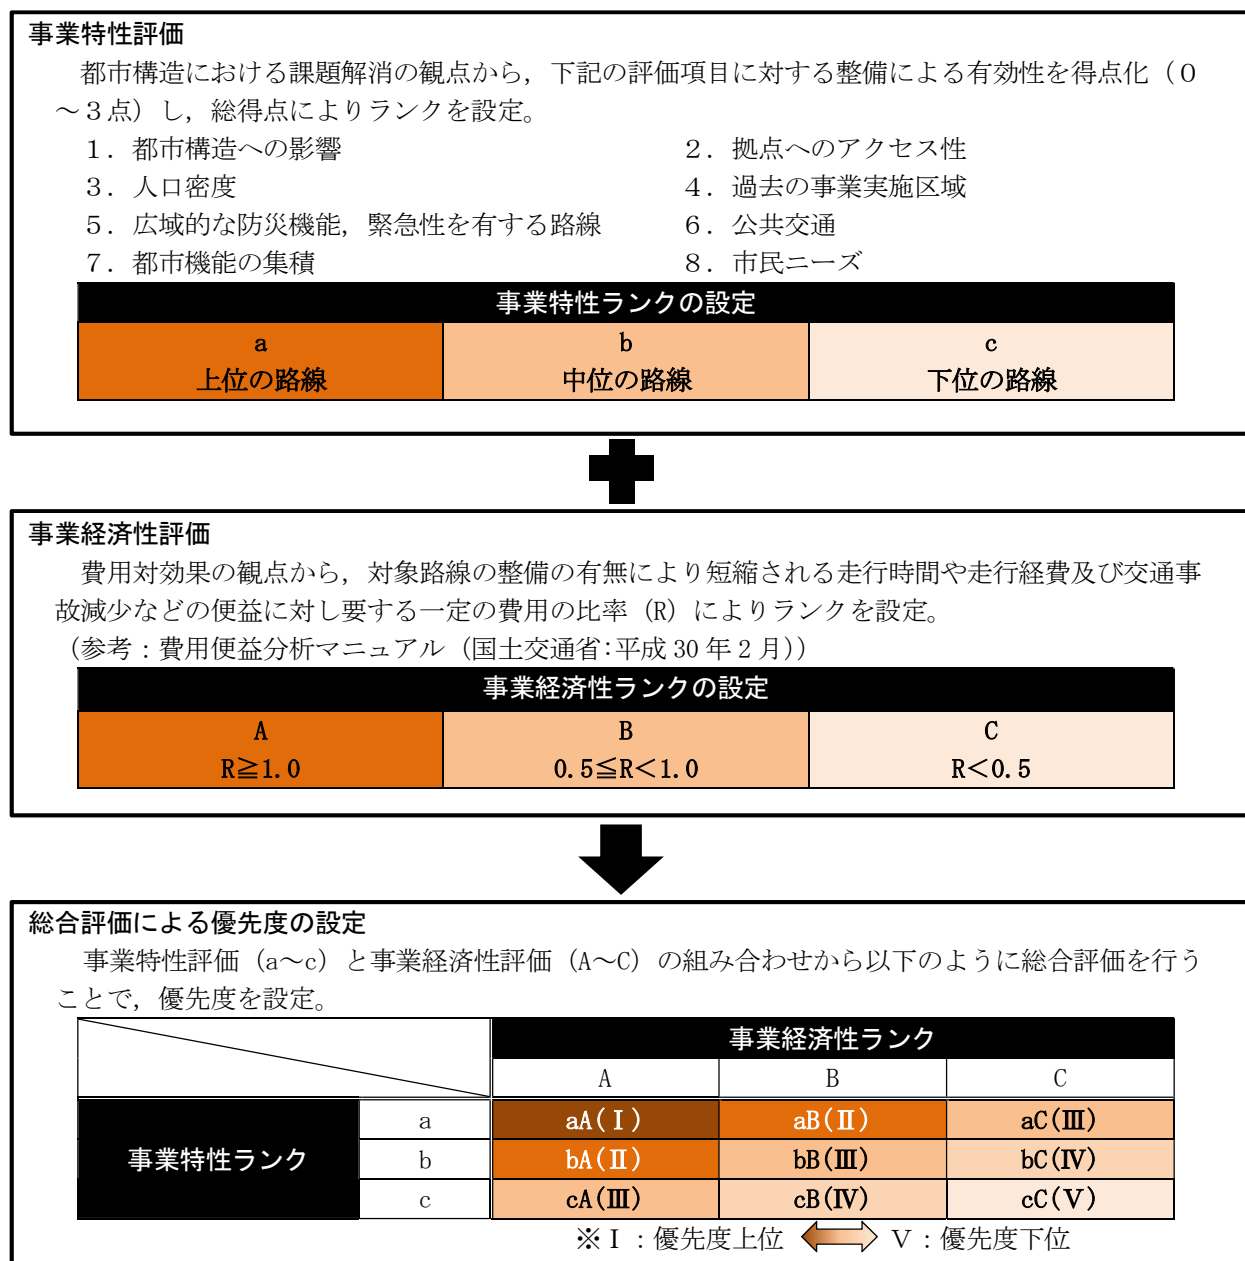 事業特性評価
都市構造における課題解消の観点から，下記の評価項目に対する整備による有効性を得点化（０
～３点）し，総得点によりランクを設定。
１．都市構造への影響　２．拠点へのアクセス性
３．人口密度　４．過去の事業実施区域
５．広域的な防災機能，緊急性を有する路線　６．公共交通
７．都市機能の集積　８．市民ニーズ
事業特性ランクの設定
a　b　c
上位の路線　中位の路線　下位の路線
事業経済性評価
費用対効果の観点から，対象路線の整備の有無により短縮される走行時間や走行経費及び交通事
故減少などの便益に対し要する一定の費用の比率（R）によりランクを設定。
（参考：費用便益分析マニュアル（国土交通省：平成 30 年 2 月））
事業経済性ランクの設定
A　B　C
R≧1.0　0.5≦R＜1.0　R＜0.5
総合評価による優先度の設定
事業特性評価（a～c）と事業経済性評価（A～C）の組み合わせから以下のように総合評価を行う
ことで，優先度を設定。
事業経済性ランク
A　B　C
事業特性ランク
a　aA(Ⅰ)　aB(Ⅱ)　aC(Ⅲ)
b　bA(Ⅱ)　bB(Ⅲ)　bC(Ⅳ)
c　cA(Ⅲ)　cB(Ⅳ)　cC(Ⅴ)
※Ⅰ：優先度上位　Ⅴ：優先度下位